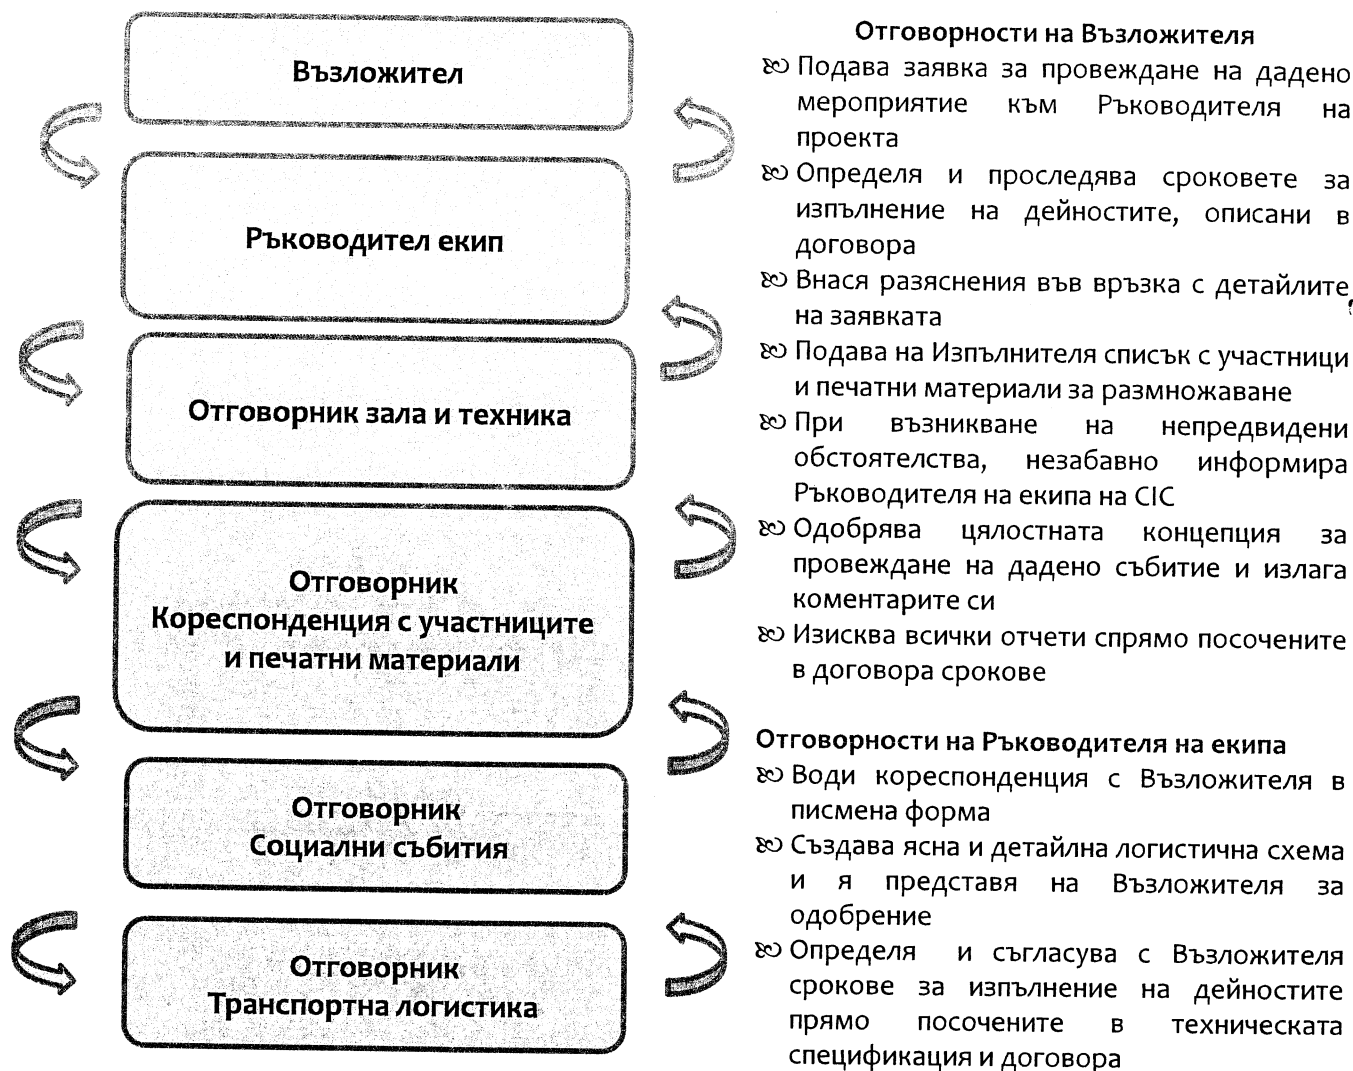 Възложител
Ръководител екип
Отговорник зала и техника
Отговорник
Кореспонденция с участниците
и печатни материали
Отговорник
Социални събития
Отговорник
Транспортна логистика
Отговорности на Възложителя
Подава заявка за провеждане на дадено
мероприятие към Ръководителя на
проекта
Определя и проследява сроковете за
изпълнение на дейностите, описани в
договора
Внася разяснения във връзка с детайлите
на заявката
Подава на Изпълнителя списък с участници
и печатни материали за размножаване
При възникване на непредвидени
обстоятелства, незабавно информира
Ръководителя на екипа на CIC
Одобрява цялостната концепция за
провеждане на дадено събитие и излага
коментарите си
Изисква всички отчети спрямо посочените
в договора срокове
Отговорности на Ръководителя на екипа
Води кореспонденция с Възложителя в
писмена форма
Създава ясна и детайлна логистична схема
и я представя на Възложителя за
одобрение
Определя и съгласува с Възложителя
срокове за изпълнение на дейностите
прямо посочените в техническата
спецификация и договора